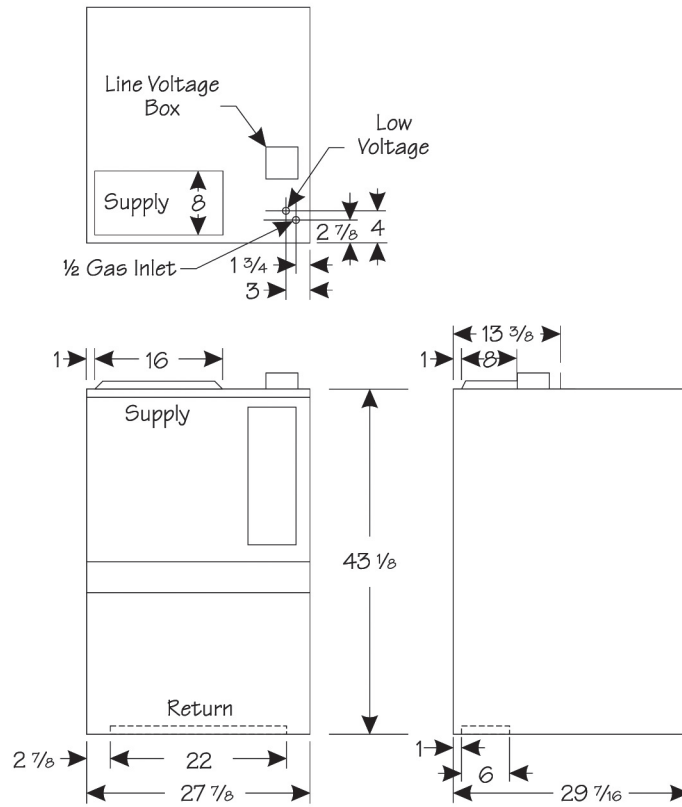 Line Voltage
Box
Low
Voltage
Supply
8
2 ⅞
4
½ Gas Inlet
1 ¾
3
1
16
Supply
13 ⅜
1
8
43 ⅛
Return
2 ⅞
22
27 ⅞
1
6
29 7/16